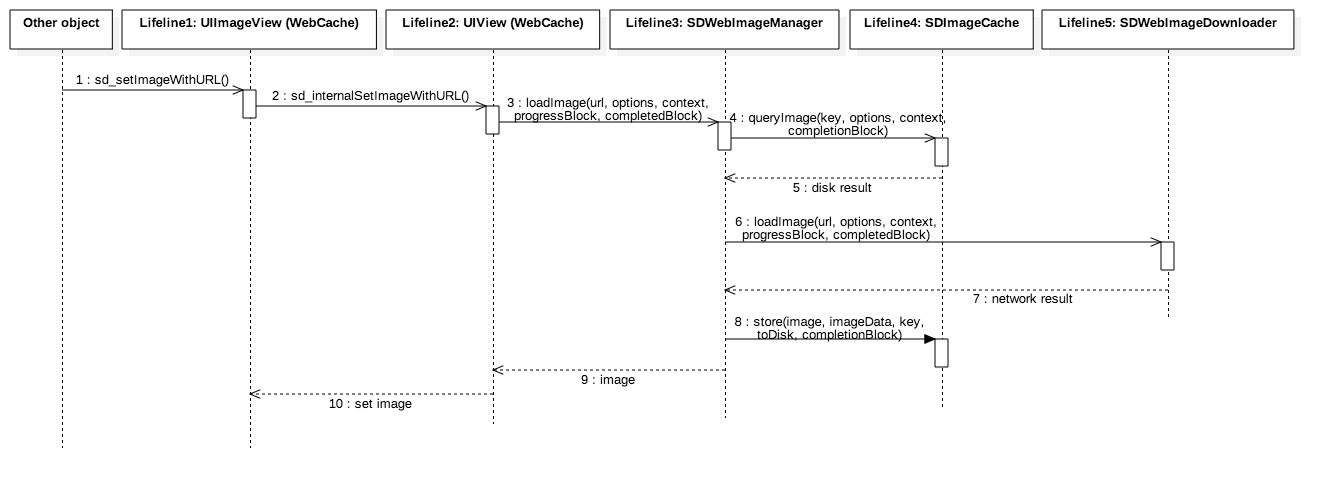 Other object
Lifeline1: UIImageView (WebCache)
Lifeline2: UIView (WebCache)
Lifeline3: SDWebImageManager
Lifeline4: SDImageCache
Lifeline5: SDWebImageDownloader
1 : sd_setImageWithURL()
2 : sd_internalSetImageWithURL()
3 : loadImage(url, options, context,
progressBlock, completedBlock)
4 : queryImage(key, options, context,
completionBlock)
5 : disk result
6 : loadImage(url, options, context,
progressBlock, completedBlock)
7 : network result
8 : store(image, imageData, key,
toDisk, completionBlock)
9 : image
10 : set image